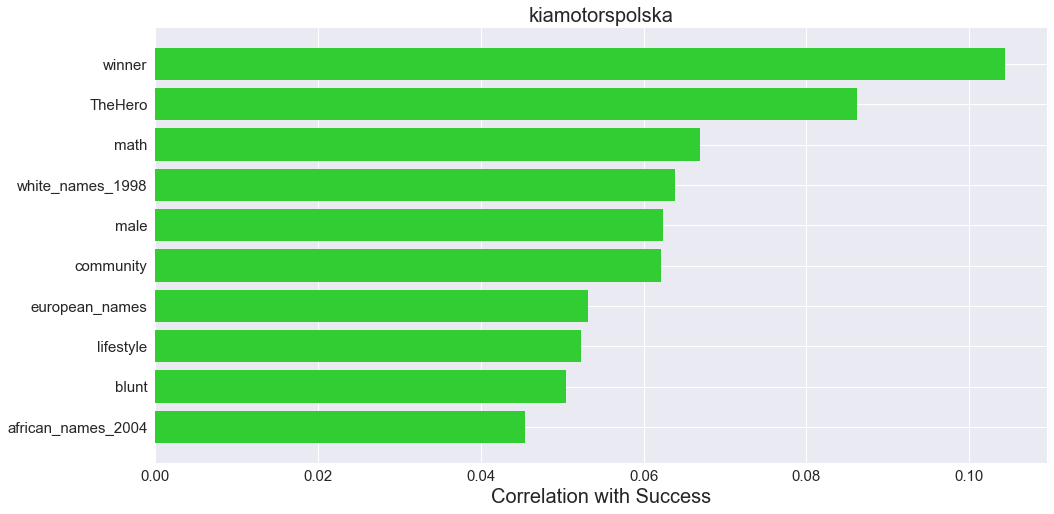 kiamotorspolska
winner
TheHero
math
white_names_1998
male
community
european_names
lifestyle
blunt
african_names_2004
0.00 0.02 0.04 0.06 0.08 0.10
Correlation with Success